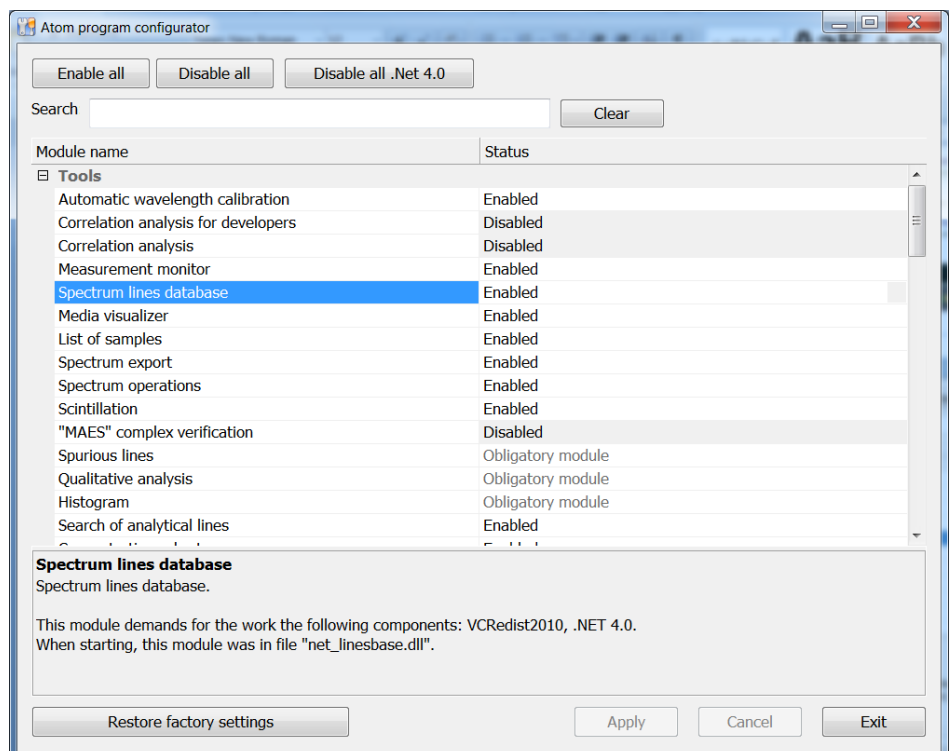 Atom program configurator
Enable all Disable all Disable all .Net 4.0
Search Clear
Module name Status
Tools
Automatic wavelength calibration Enabled
Correlation analysis for developers Disabled
Correlation analysis Disabled
Measurement monitor Enabled
Spectrum lines database Enabled
Media visualizer Enabled
List of samples Enabled
Spectrum export Enabled
Spectrum operations Enabled
Scintillation Enabled
"MAES" complex verification Disabled
Spurious lines Obligatory module
Qualitative analysis Obligatory module
Histogram Obligatory module
Search of analytical lines Enabled
Spectrum lines database
Spectrum lines database.
This module demands for the work the following components: VCRedist2010, .NET 4.0.
When starting, this module was in file "net_linesbase.dll".
Restore factory settings Apply Cancel Exit